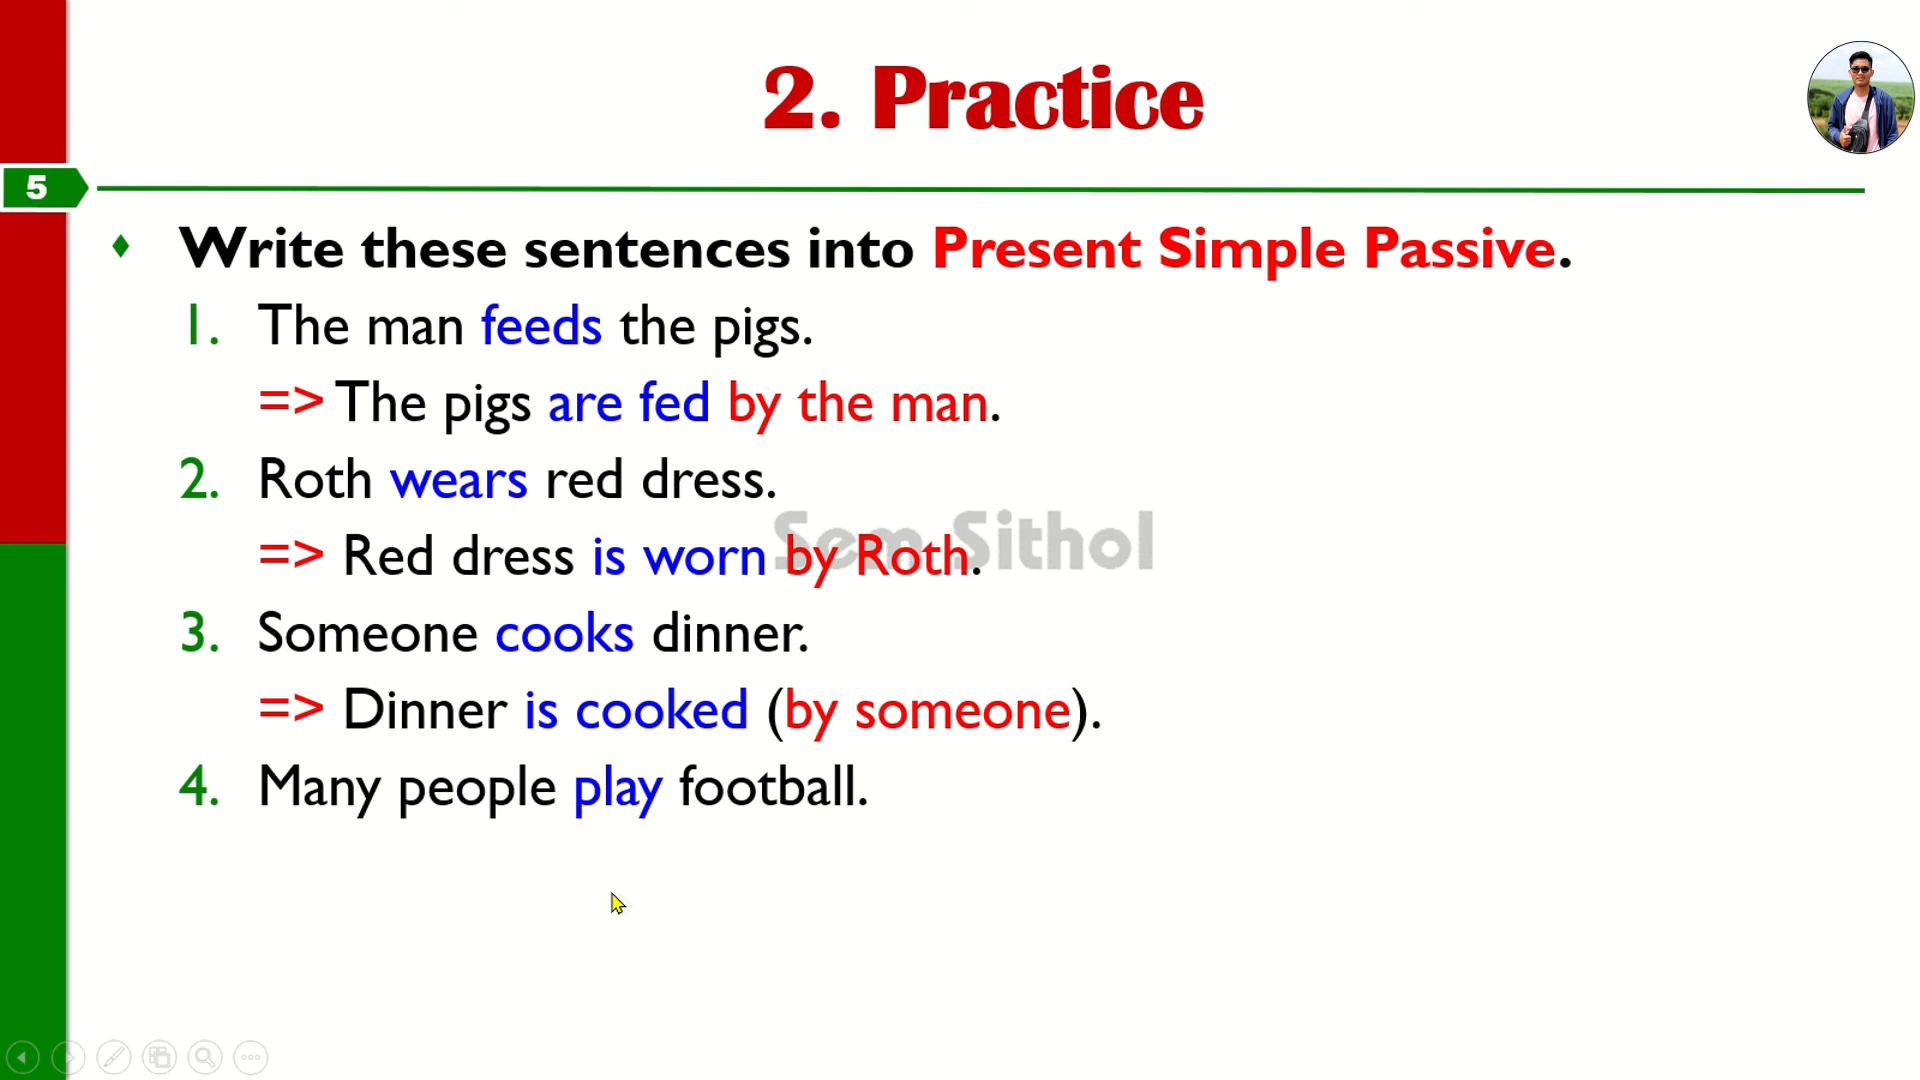 2. Practice
5
Write these sentences into Present Simple Passive.
1. The man feeds the pigs.
=> The pigs are fed by the man.
2. Roth wears red dress.
Sem Sithol
=> Red dress is worn by Roth.
3. Someone cooks dinner.
=> Dinner is cooked (by someone).
4. Many people play football.